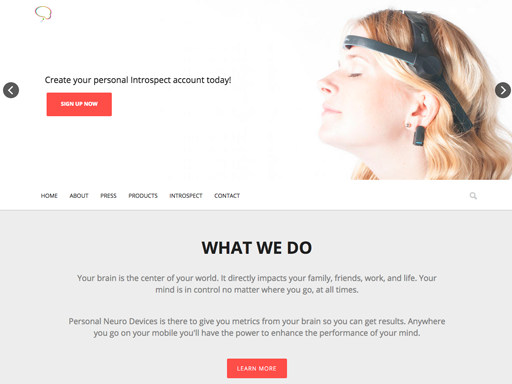 Create your personal Introspect account today!
SIGN UP NOW
HOME ABOUT PRESS PRODUCTS INTROSPECT CONTACT
WHAT WE DO
Your brain is the center of your world. It directly impacts your family, friends, work, and life. Your
mind is in control no matter where you go, at all times.
Personal Neuro Devices is there to give you metrics from your brain so you can get results. Anywhere
you go on your mobile you'll have the power to enhance the performance of your mind.
LEARN MORE